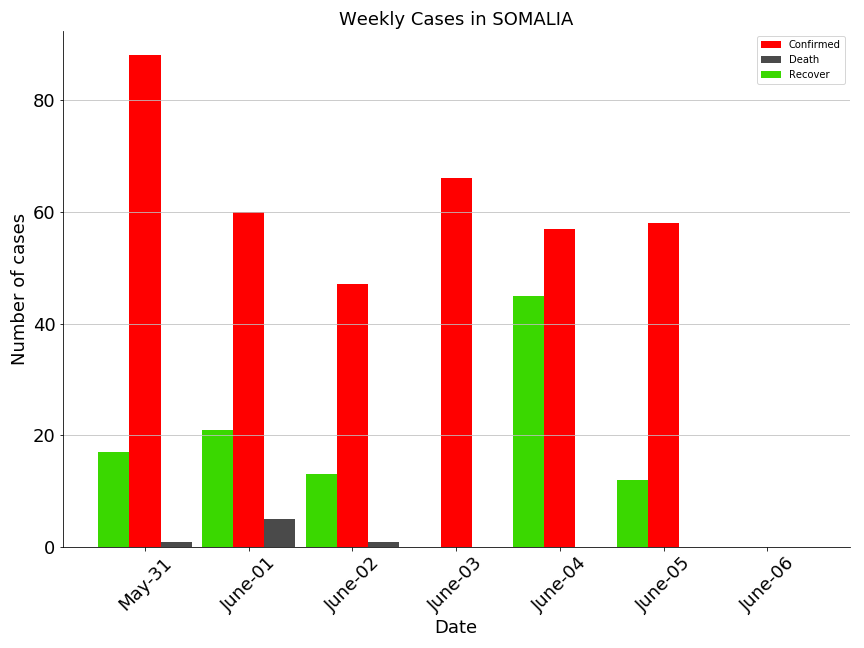 Weekly Cases in SOMALIA
Confirmed
Death
Recover
Number of cases
80
60
40
20
0
May-31
June-01
June-02
June-03
June-04
June-05
June-06
Date